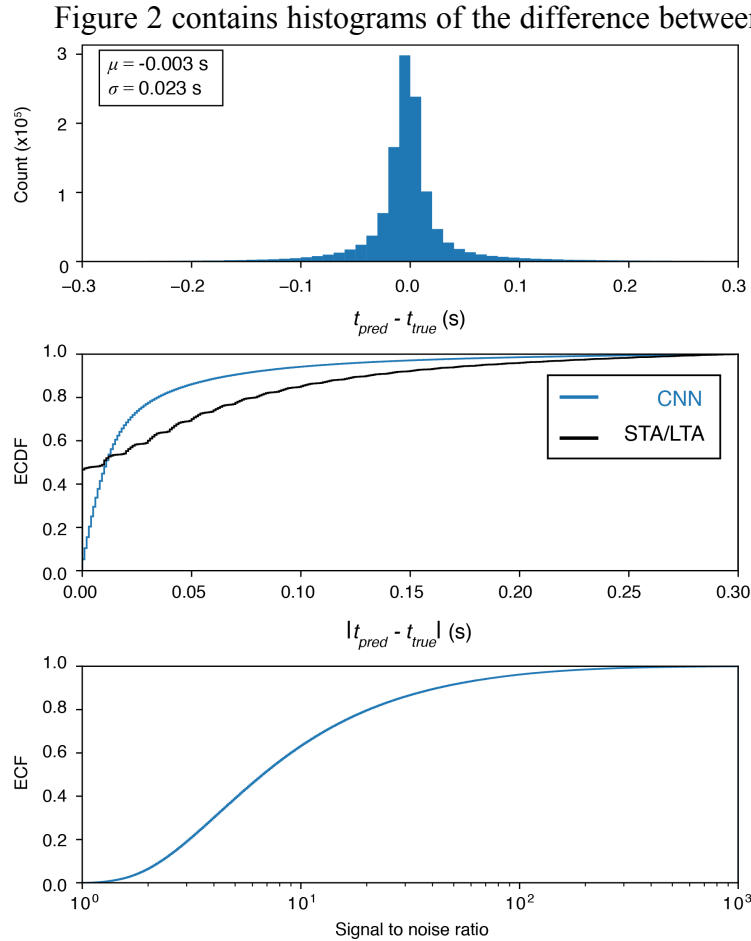 Figure 2 contains histograms of the difference between
μ = -0.003 s
σ = 0.023 s
Count (x10⁵)
3
2
1
0
−0.3 −0.2 −0.1 0.0 0.1 0.2 0.3
t_pred - t_true (s)
ECDF
1.0
0.8
0.6
0.4
0.2
0.0
CNN
STA/LTA
0.00 0.05 0.10 0.15 0.20 0.25 0.30
|t_pred - t_true| (s)
ECF
1.0
0.8
0.6
0.4
0.2
0.0
10⁰ 10¹ 10² 10³
Signal to noise ratio